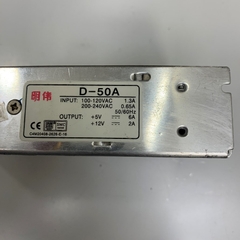 明伟
D-50A
INPUT: 100-120VAC 1.3A
200-240VAC 0.65A
50/60Hz
OUTPUT: +5V 6A
+12V 2A